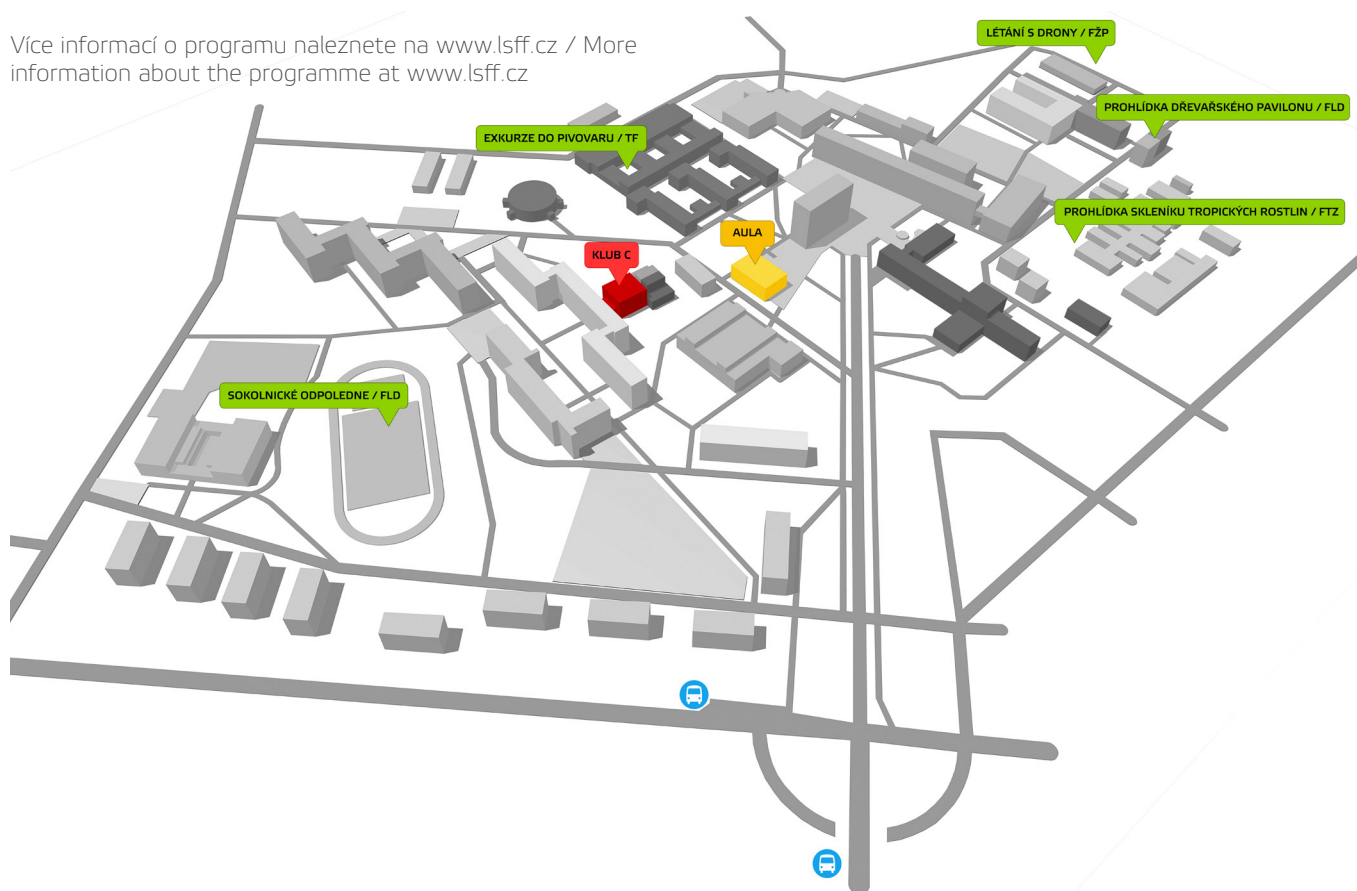 Více informací o programu naleznete na www.lsff.cz / More
information about the programme at www.lsff.cz
LÉTÁNÍ S DRONY / FŽP
PROHLÍDKA DŘEVAŘSKÉHO PAVILONU / FLD
EXKURZE DO PIVOVARU / TF
PROHLÍDKA SKLENÍKU TROPICKÝCH ROSTLIN / FTZ
AULA
KLUB C
SOKOLNICKÉ ODPOLEDNE / FLD